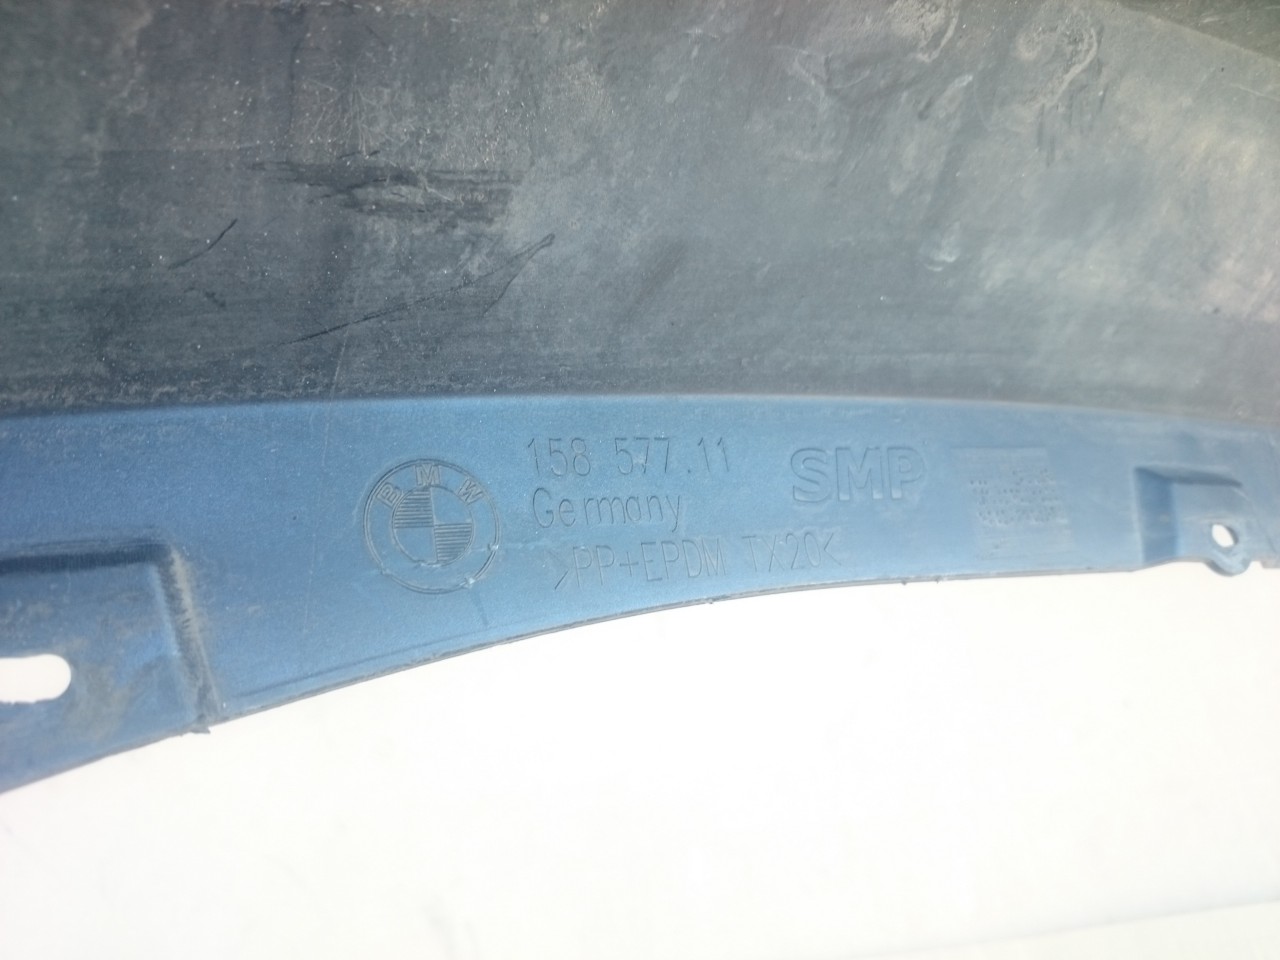 BMW
158 577.11
Germany
>PP+EPDM TX20<
SMP